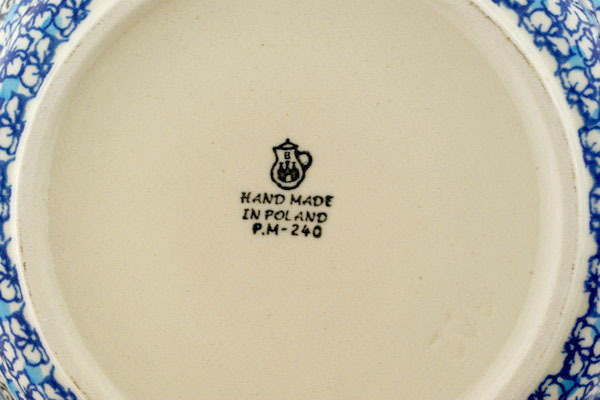 B
HAND MADE
IN POLAND
P.M-240